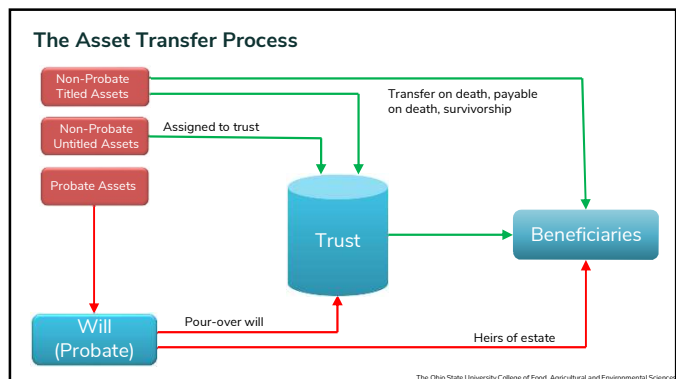 The Asset Transfer Process
Non-Probate
Titled Assets
Transfer on death, payable
on death, survivorship
Non-Probate
Untitled Assets
Assigned to trust
Probate Assets
Trust
Beneficiaries
Will
(Probate)
Pour-over will
Heirs of estate
The Ohio State University College of Food, Agricultural and Environmental Sciences